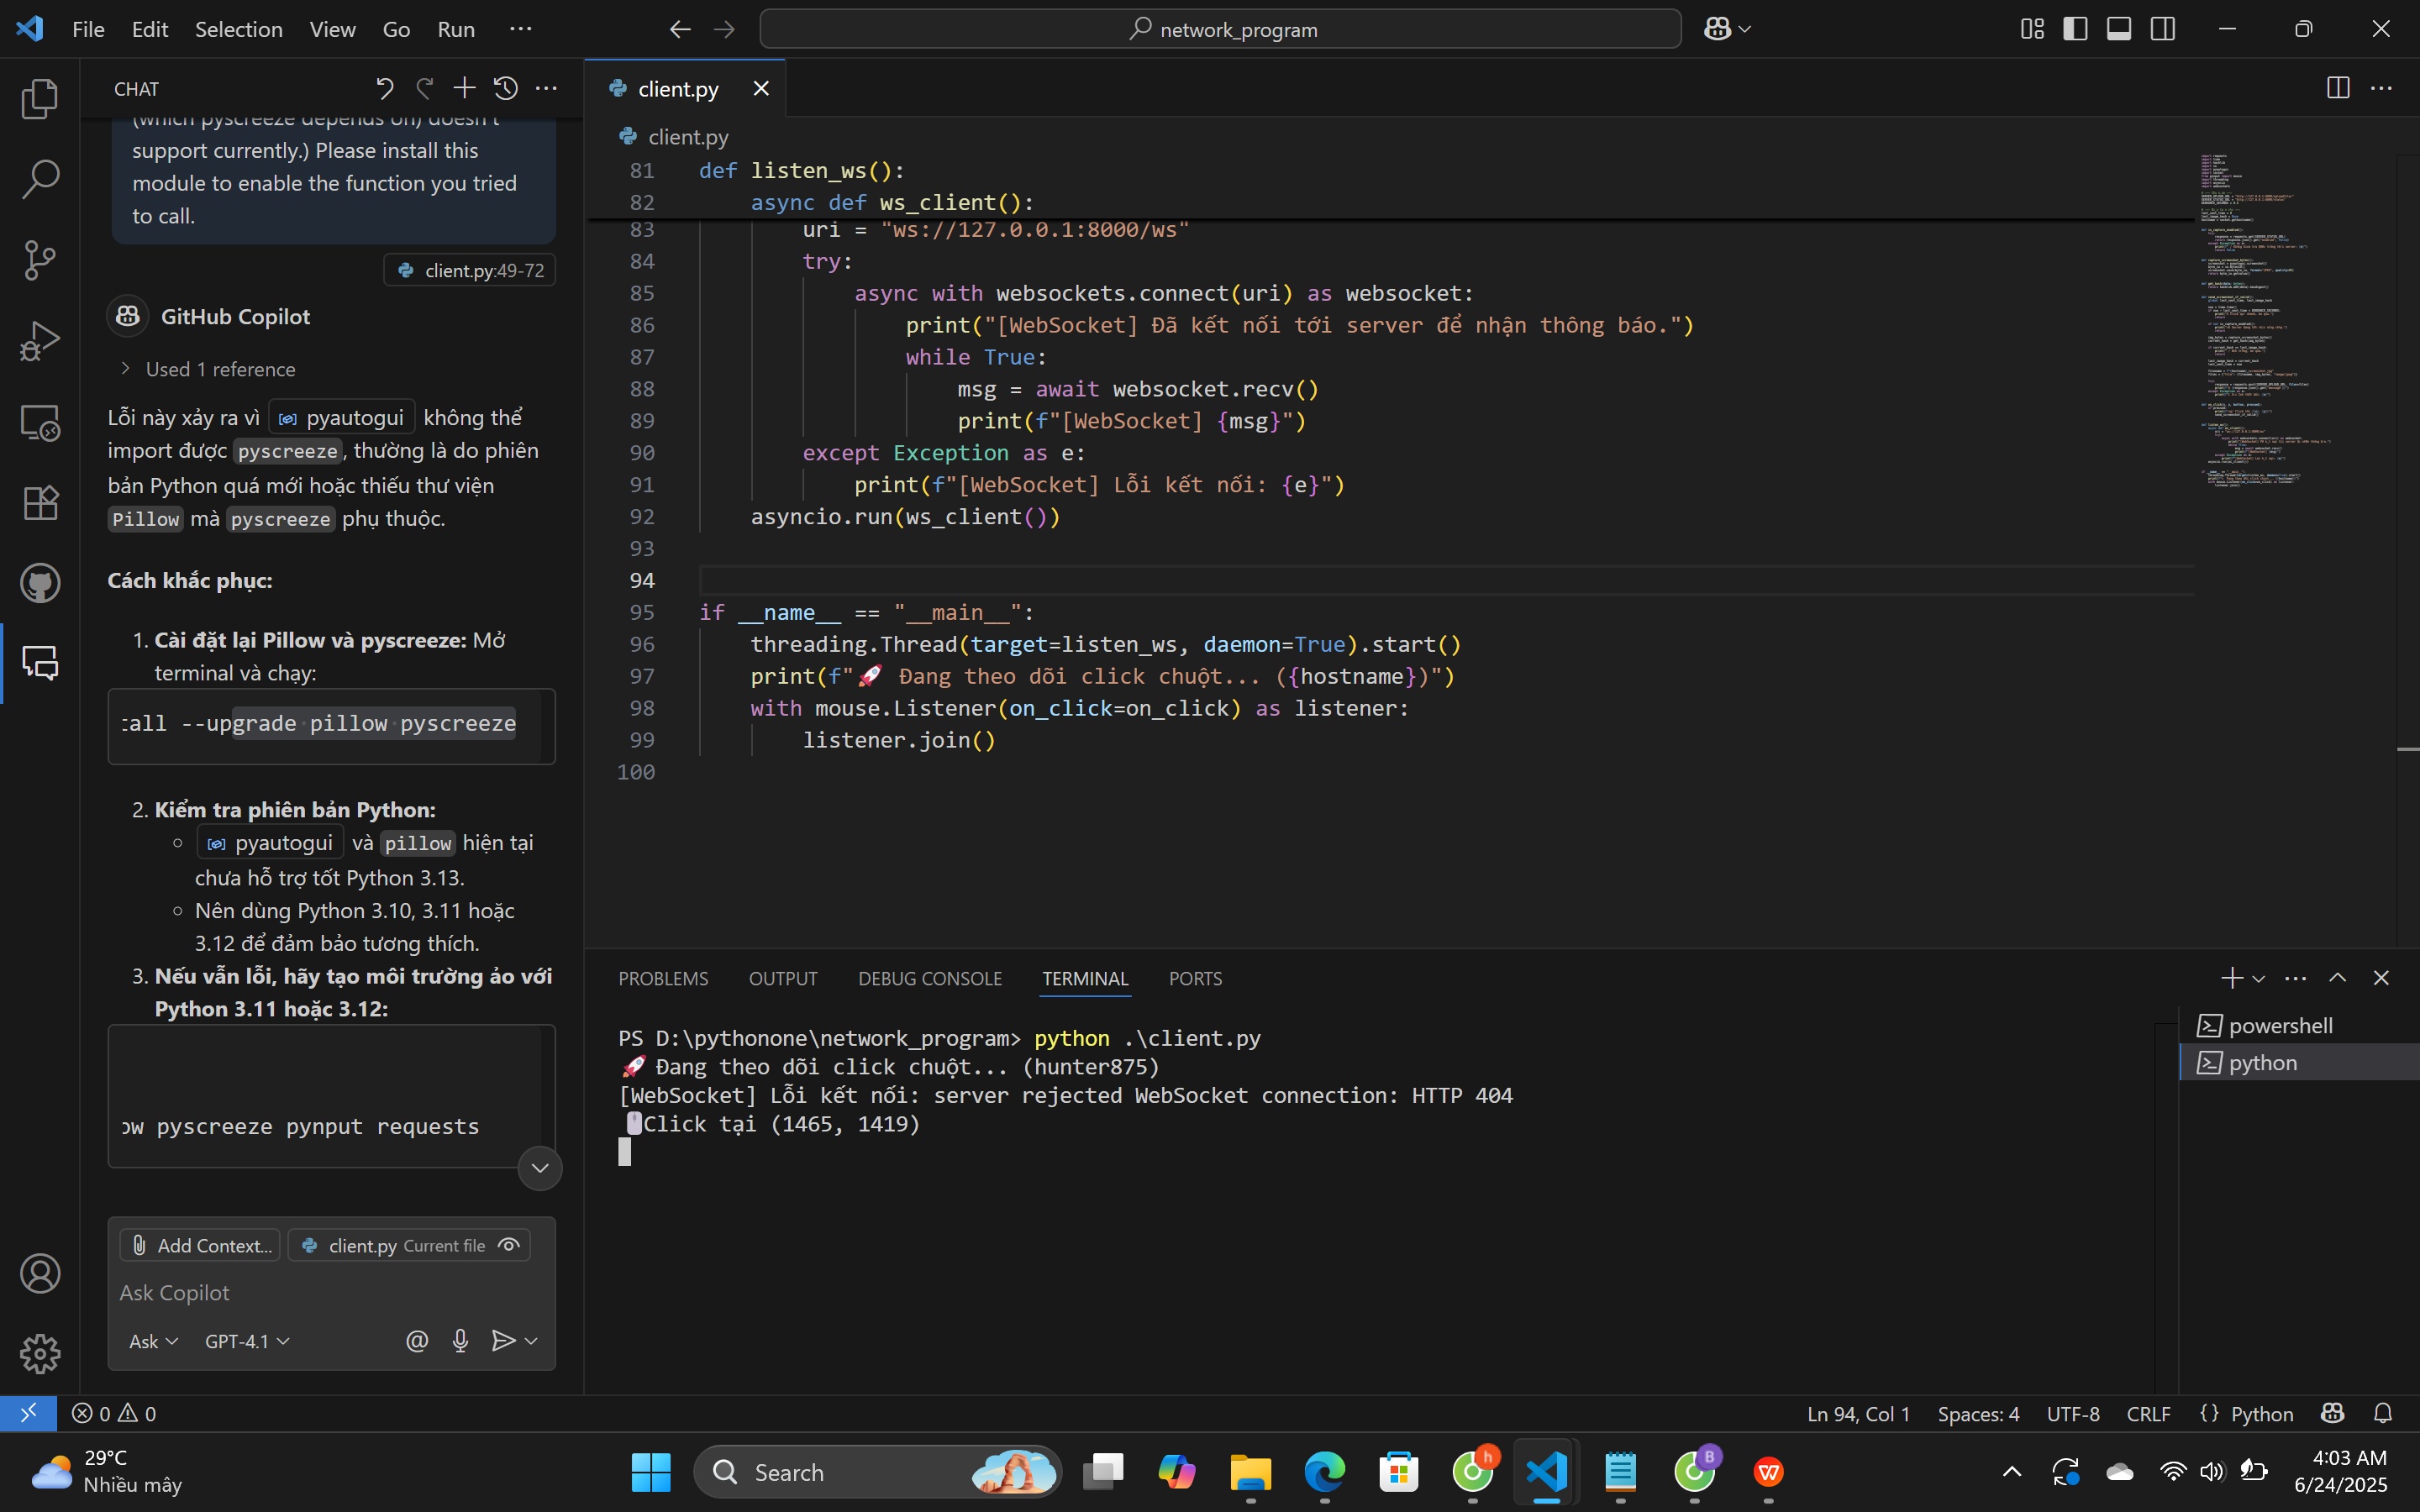 File Edit Selection View Go Run ···
network_program
CHAT
(which pyscreeze depends on) doesn't
support currently.) Please install this
module to enable the function you tried
to call.
client.py:49-72
GitHub Copilot
Used 1 reference
Lỗi này xảy ra vì pyautogui không thể
import được pyscreeze, thường là do phiên
bản Python quá mới hoặc thiếu thư viện
Pillow mà pyscreeze phụ thuộc.
Cách khắc phục:
1. Cài đặt lại Pillow và pyscreeze: Mở
terminal và chạy:
all --upgrade pillow pyscreeze
2. Kiểm tra phiên bản Python:
pyautogui và pillow hiện tại
chưa hỗ trợ tốt Python 3.13.
Nên dùng Python 3.10, 3.11 hoặc
3.12 để đảm bảo tương thích.
3. Nếu vẫn lỗi, hãy tạo môi trường ảo với
Python 3.11 hoặc 3.12:
ow pyscreeze pynput requests
Add Context... client.py Current file
Ask Copilot
Ask GPT-4.1
client.py
client.py
81 def listen_ws():
82 async def ws_client():
83 uri = "ws://127.0.0.1:8000/ws"
84 try:
85 async with websockets.connect(uri) as websocket:
86 print("[WebSocket] Đã kết nối tới server để nhận thông báo.")
87 while True:
88 msg = await websocket.recv()
89 print(f"[WebSocket] {msg}")
90 except Exception as e:
91 print(f"[WebSocket] Lỗi kết nối: {e}")
92 asyncio.run(ws_client())
93
94
95 if __name__ == "__main__":
96 threading.Thread(target=listen_ws, daemon=True).start()
97 print(f"🚀 Đang theo dõi click chuột... ({hostname})")
98 with mouse.Listener(on_click=on_click) as listener:
99 listener.join()
100
PROBLEMS OUTPUT DEBUG CONSOLE TERMINAL PORTS
PS D:\pythonone\network_program> python .\client.py
🚀 Đang theo dõi click chuột... (hunter875)
[WebSocket] Lỗi kết nối: server rejected WebSocket connection: HTTP 404
🖱️Click tại (1465, 1419)
powershell
python
0 0
Ln 94, Col 1 Spaces: 4 UTF-8 CRLF {} Python
29°C
Nhiều mây
Search
4:03 AM
6/24/2025